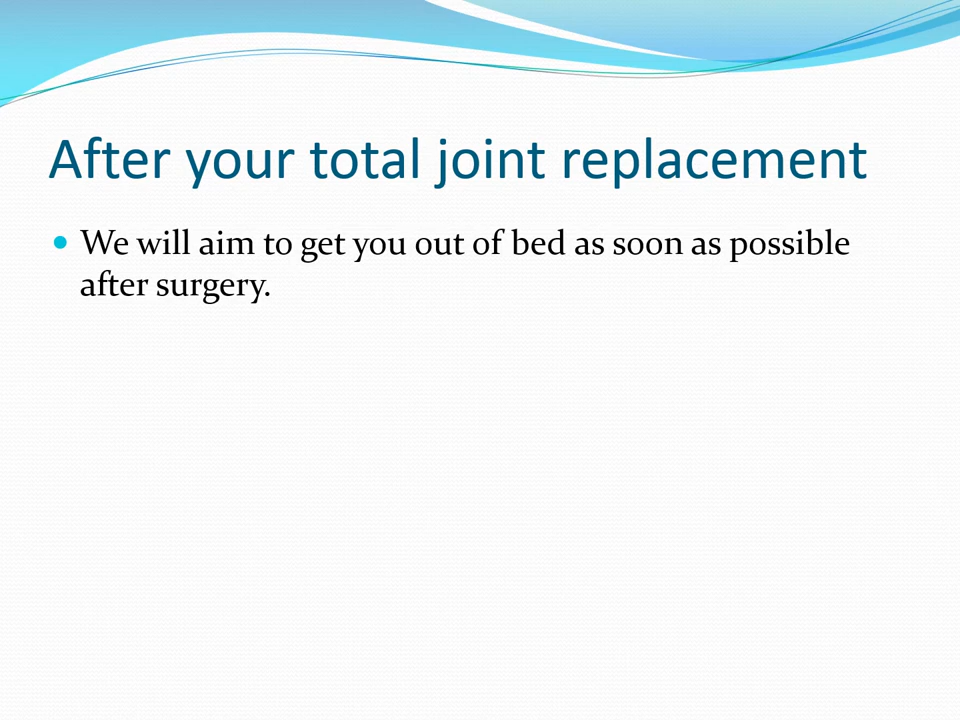 After your total joint replacement
We will aim to get you out of bed as soon as possible
after surgery.